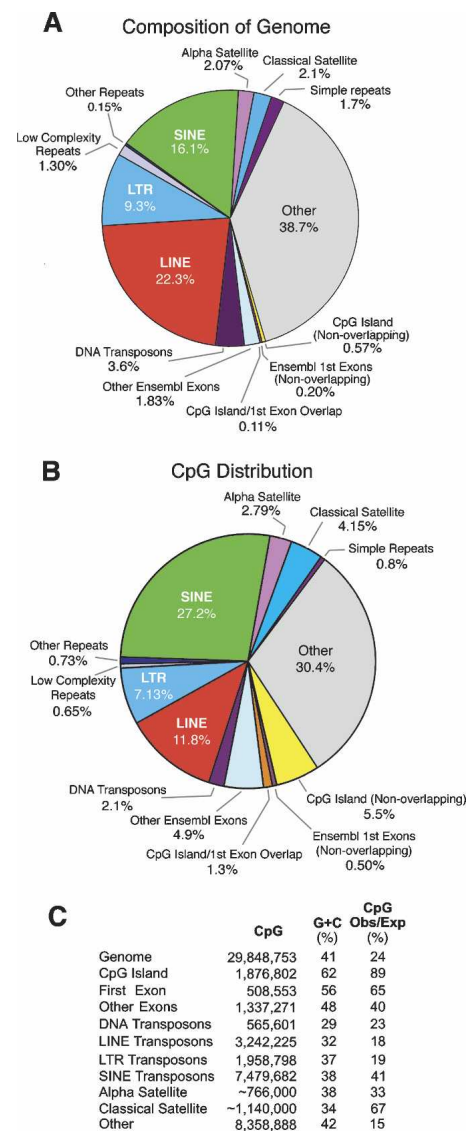 A
Composition of Genome
Alpha Satellite
2.07%
Classical Satellite
2.1%
Simple repeats
1.7%
Other Repeats
0.15%
Low Complexity
Repeats
1.30%
SINE
16.1%
LTR
9.3%
Other
38.7%
LINE
22.3%
CpG Island
(Non-overlapping)
0.57%
DNA Transposons
3.6%
Ensembl 1st Exons
(Non-overlapping)
0.20%
Other Ensembl Exons
1.83%
CpG Island/1st Exon Overlap
0.11%
B
CpG Distribution
Alpha Satellite
2.79%
Classical Satellite
4.15%
Simple Repeats
0.8%
SINE
27.2%
Other
30.4%
Other Repeats
0.73%
Low Complexity
Repeats
0.65%
LTR
7.13%
LINE
11.8%
DNA Transposons
2.1%
CpG Island (Non-overlapping)
5.5%
Other Ensembl Exons
4.9%
Ensembl 1st Exons
(Non-overlapping)
0.50%
CpG Island/1st Exon Overlap
1.3%
C
CpG G+C (%) CpG Obs/Exp (%)
Genome 29,848,753 41 24
CpG Island 1,876,802 62 89
First Exon 508,553 56 65
Other Exons 1,337,271 48 40
DNA Transposons 565,601 29 23
LINE Transposons 3,242,225 32 18
LTR Transposons 1,958,798 37 19
SINE Transposons 7,479,682 38 41
Alpha Satellite ~766,000 38 33
Classical Satellite ~1,140,000 34 67
Other 8,358,888 42 15